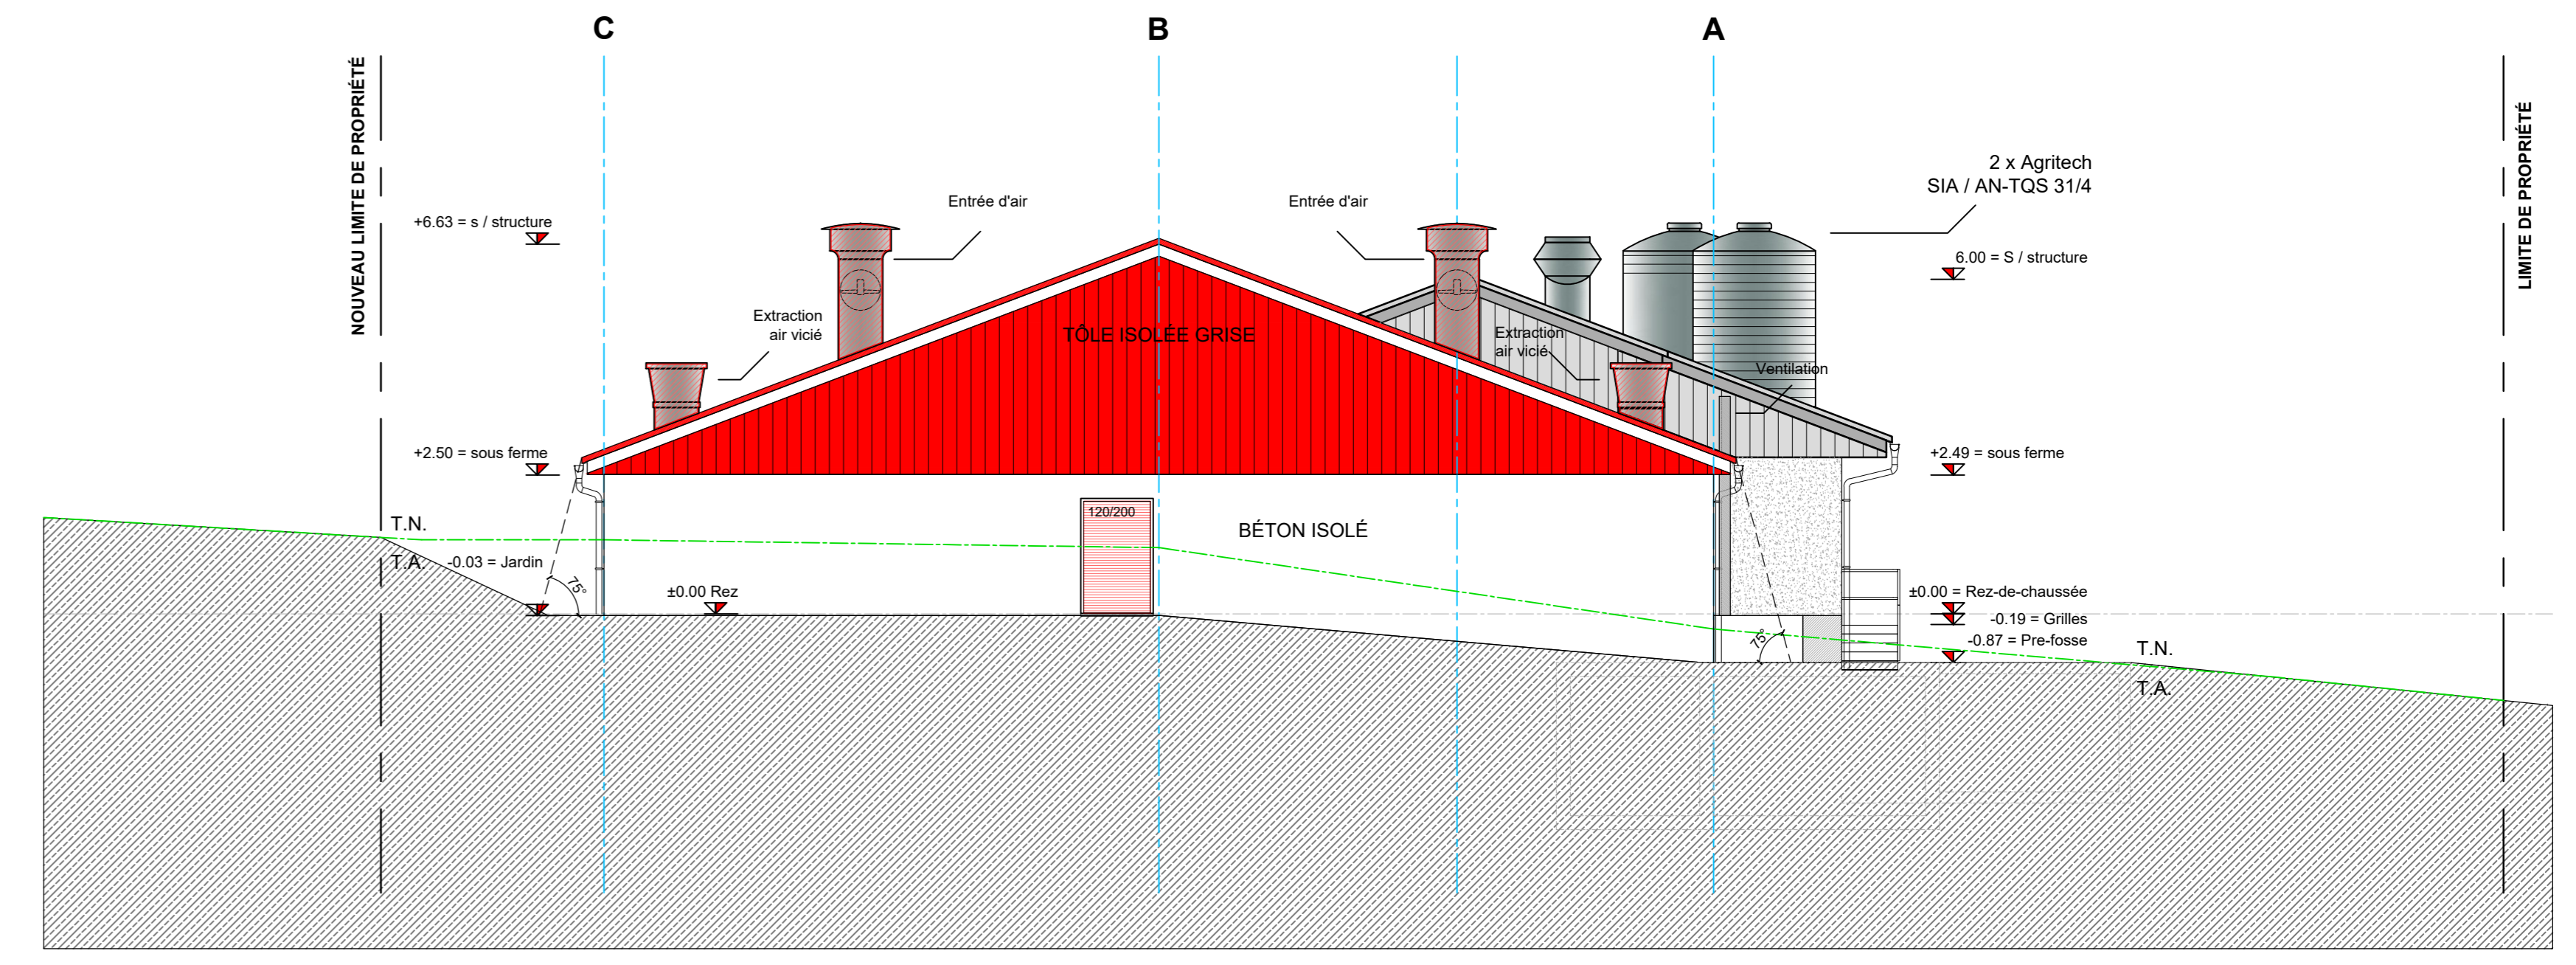 C
B
A
NOUVEAU LIMITE DE PROPRIÉTÉ
LIMITE DE PROPRIÉTÉ
2 x Agritech
SIA / AN-TQS 31/4
Entrée d'air
Entrée d'air
+6.63 = s / structure
6.00 = S / structure
Extraction
air vicié
TÔLE ISOLÉE GRISE
Extraction
air vicié
Ventilation
+2.50 = sous ferme
+2.49 = sous ferme
120/200
T.N.
BÉTON ISOLÉ
T.A.
-0.03 = Jardin
75°
±0.00 Rez
±0.00 = Rez-de-chaussée
-0.19 = Grilles
-0.87 = Pre-fosse
75°
T.N.
T.A.